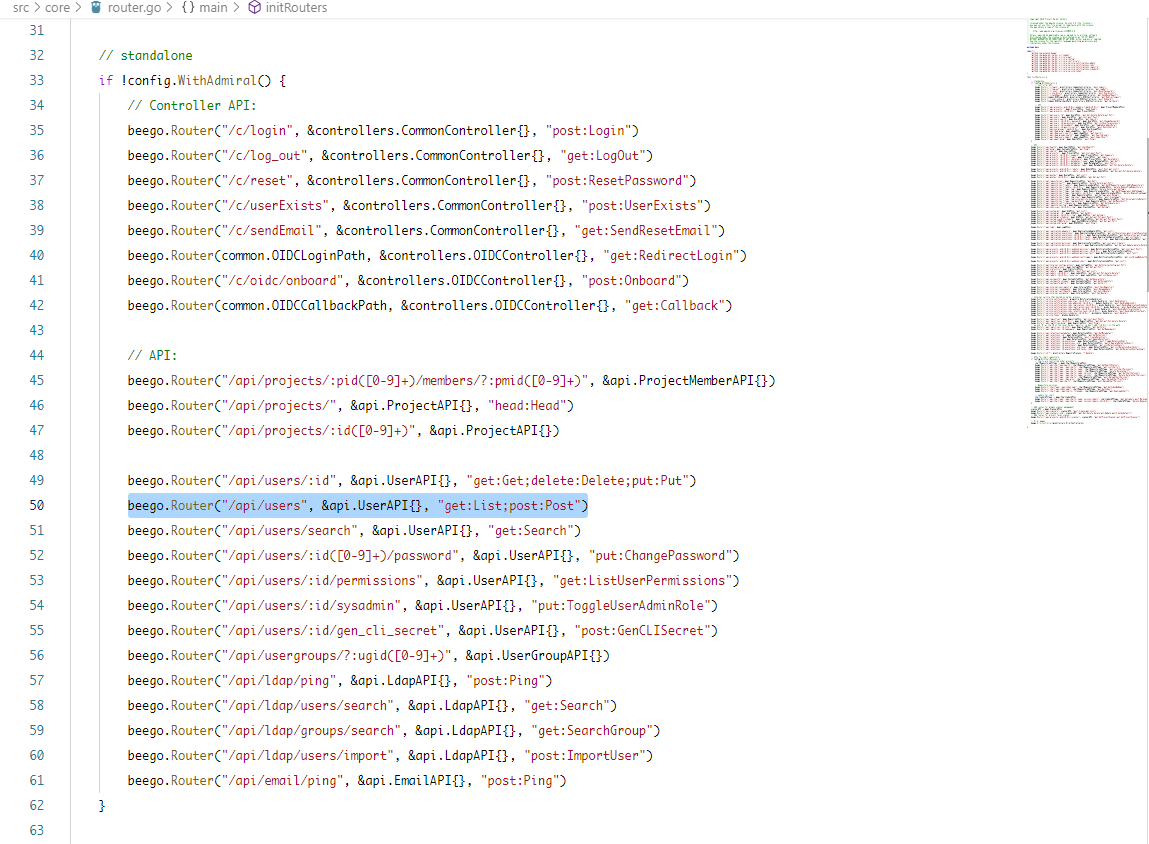 src > core > router.go > {} main > initRouters
31
32 // standalone
33 if !config.WithAdmiral() {
34 // Controller API:
35 beego.Router("/c/login", &controllers.CommonController{}, "post:Login")
36 beego.Router("/c/log_out", &controllers.CommonController{}, "get:LogOut")
37 beego.Router("/c/reset", &controllers.CommonController{}, "post:ResetPassword")
38 beego.Router("/c/userExists", &controllers.CommonController{}, "post:UserExists")
39 beego.Router("/c/sendEmail", &controllers.CommonController{}, "get:SendResetEmail")
40 beego.Router(common.OIDCLoginPath, &controllers.OIDCController{}, "get:RedirectLogin")
41 beego.Router("/c/oidc/onboard", &controllers.OIDCController{}, "post:Onboard")
42 beego.Router(common.OIDCCallbackPath, &controllers.OIDCController{}, "get:Callback")
43
44 // API:
45 beego.Router("/api/projects/:pid([0-9]+)/members/?:pmid([0-9]+)", &api.ProjectMemberAPI{})
46 beego.Router("/api/projects/", &api.ProjectAPI{}, "head:Head")
47 beego.Router("/api/projects/:id([0-9]+)", &api.ProjectAPI{})
48
49 beego.Router("/api/users/:id", &api.UserAPI{}, "get:Get;delete:Delete;put:Put")
50 beego.Router("/api/users", &api.UserAPI{}, "get:List;post:Post")
51 beego.Router("/api/users/search", &api.UserAPI{}, "get:Search")
52 beego.Router("/api/users/:id([0-9]+)/password", &api.UserAPI{}, "put:ChangePassword")
53 beego.Router("/api/users/:id/permissions", &api.UserAPI{}, "get:ListUserPermissions")
54 beego.Router("/api/users/:id/sysadmin", &api.UserAPI{}, "put:ToggleUserAdminRole")
55 beego.Router("/api/users/:id/gen_cli_secret", &api.UserAPI{}, "post:GenCLISecret")
56 beego.Router("/api/usergroups/?:ugid([0-9]+)", &api.UserGroupAPI{})
57 beego.Router("/api/ldap/ping", &api.LdapAPI{}, "post:Ping")
58 beego.Router("/api/ldap/users/search", &api.LdapAPI{}, "get:Search")
59 beego.Router("/api/ldap/groups/search", &api.LdapAPI{}, "get:SearchGroup")
60 beego.Router("/api/ldap/users/import", &api.LdapAPI{}, "post:ImportUser")
61 beego.Router("/api/email/ping", &api.EmailAPI{}, "post:Ping")
62 }
63